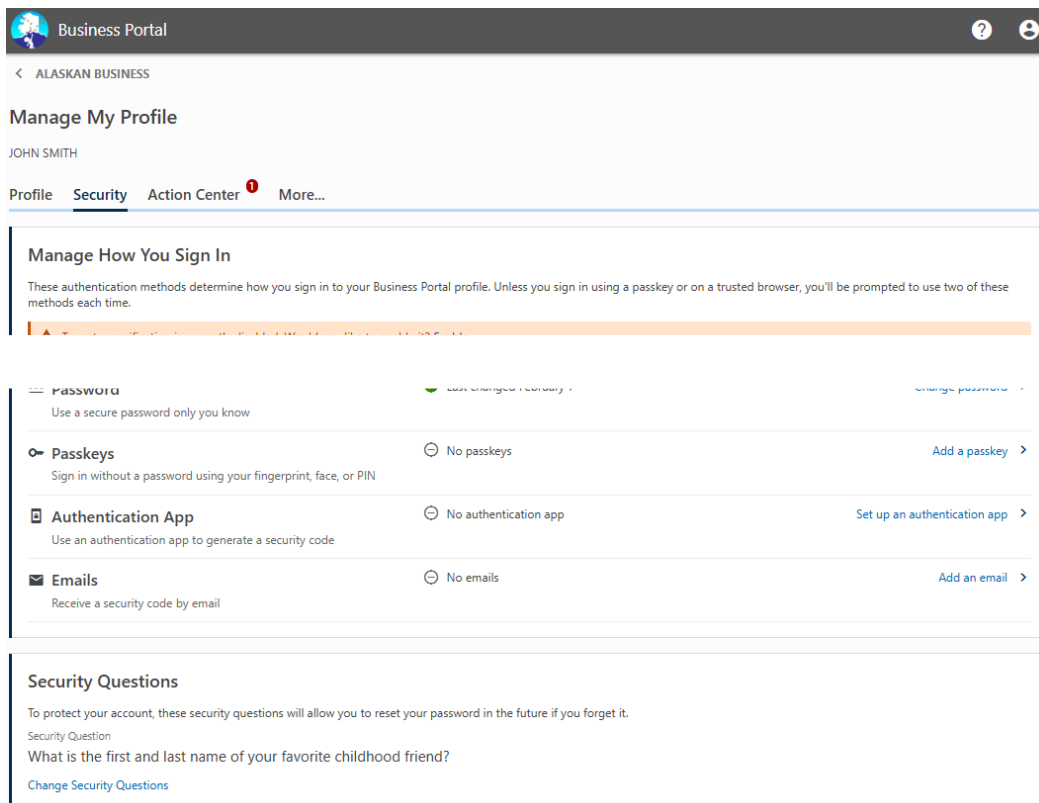 Business Portal
ALASKAN BUSINESS
Manage My Profile
JOHN SMITH
Profile Security Action Center 1 More...
Manage How You Sign In
These authentication methods determine how you sign in to your Business Portal profile. Unless you sign in using a passkey or on a trusted browser, you'll be prompted to use two of these
methods each time.
Password Last changed February Change password
Use a secure password only you know
Passkeys No passkeys Add a passkey
Sign in without a password using your fingerprint, face, or PIN
Authentication App No authentication app Set up an authentication app
Use an authentication app to generate a security code
Emails No emails Add an email
Receive a security code by email
Security Questions
To protect your account, these security questions will allow you to reset your password in the future if you forget it.
Security Question
What is the first and last name of your favorite childhood friend?
Change Security Questions